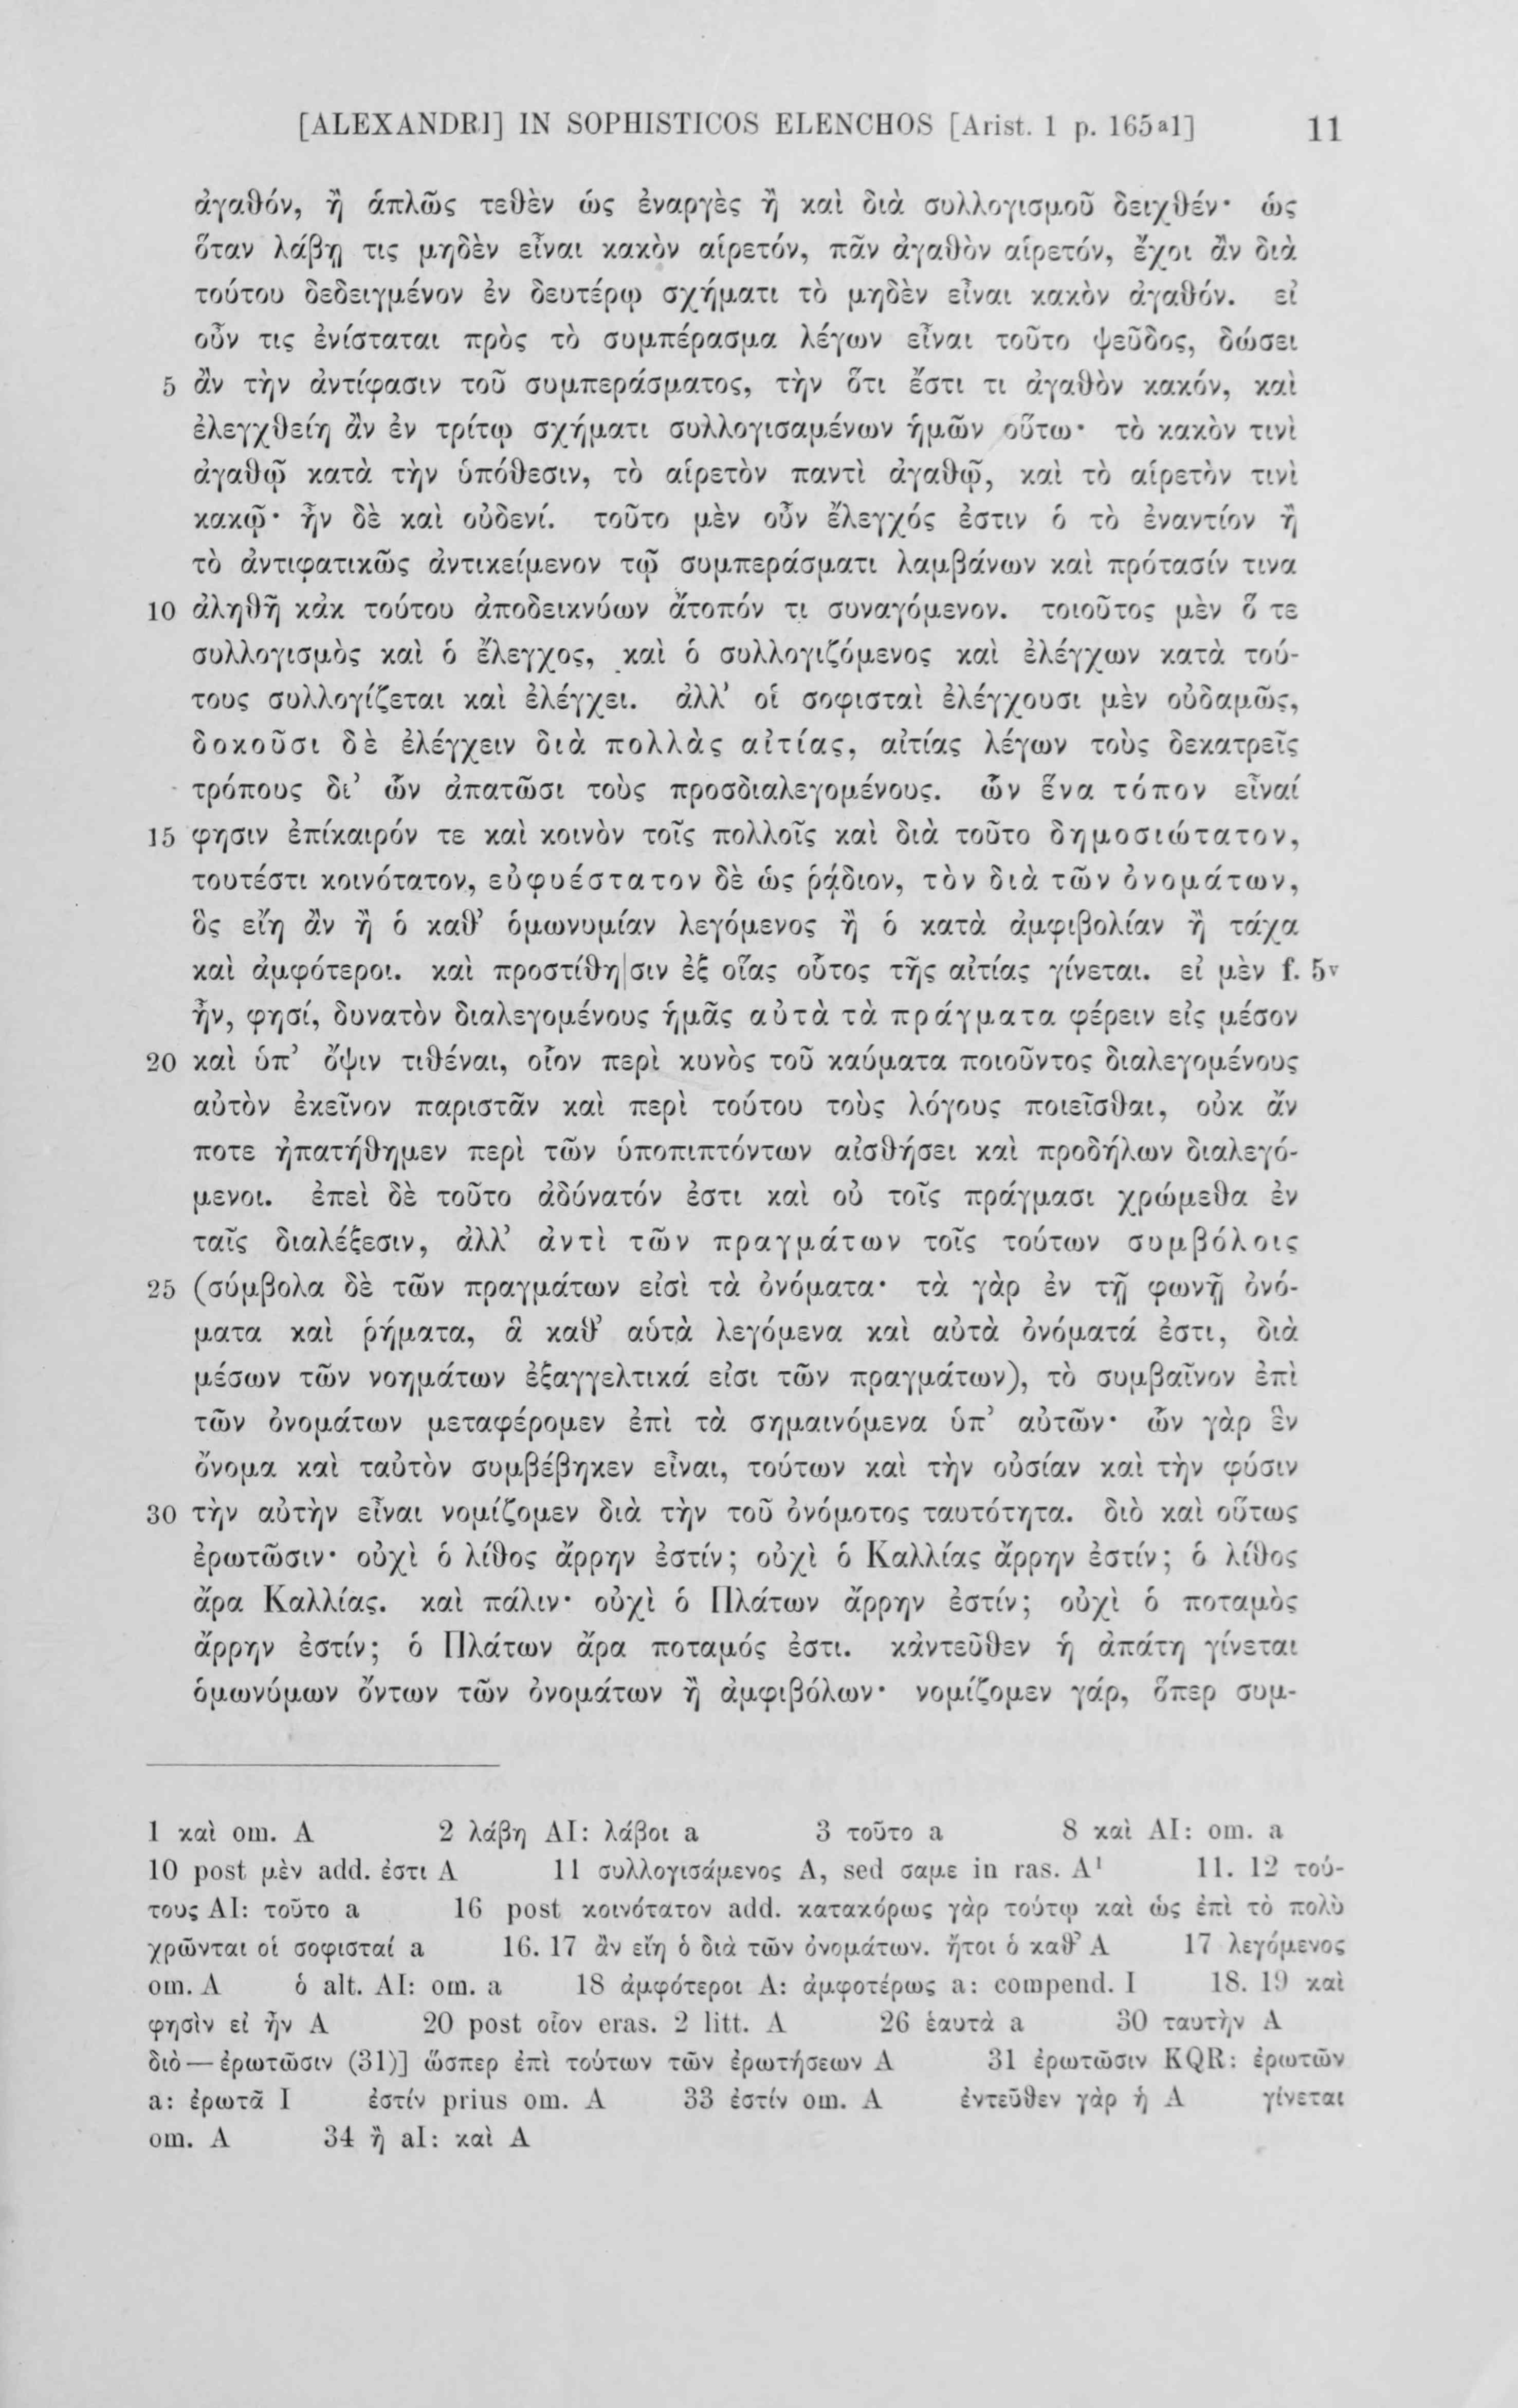 [ALEXANDRI] IN SOPHISTICOS ELENCHOS [Arist. 1 p. 165ᵃ1] 11
ἀγαθόν, ἢ ἁπλῶς τεθὲν ὡς ἐναργὲς ἢ καὶ διὰ συλλογισμοῦ δειχθέν· ὡς
ὅταν λάβῃ τις μηδὲν εἶναι κακὸν αἱρετόν, πᾶν ἀγαθὸν αἱρετόν, ἔχοι ἂν διὰ
τούτου δεδειγμένον ἐν δευτέρῳ σχήματι τὸ μηδὲν εἶναι κακὸν ἀγαθόν. εἰ
οὖν τις ἐνίσταται πρὸς τὸ συμπέρασμα λέγων εἶναι τοῦτο ψεῦδος, δώσει
5 ἂν τὴν ἀντίφασιν τοῦ συμπεράσματος, τὴν ὅτι ἔστι τι ἀγαθὸν κακόν, καὶ
ἐλεγχθείη ἂν ἐν τρίτῳ σχήματι συλλογισαμένων ἡμῶν οὕτω· τὸ κακὸν τινὶ
ἀγαθῷ κατὰ τὴν ὑπόθεσιν, τὸ αἱρετὸν παντὶ ἀγαθῷ, καὶ τὸ αἱρετὸν τινὶ
κακῷ· ἦν δὲ καὶ οὐδενί. τοῦτο μὲν οὖν ἔλεγχός ἐστιν ὁ τὸ ἐναντίον ἢ
τὸ ἀντιφατικῶς ἀντικείμενον τῷ συμπεράσματι λαμβάνων καὶ πρότασίν τινα
10 ἀληθῆ κἀκ τούτου ἀποδεικνύων ἄτοπόν τι συναγόμενον. τοιοῦτος μὲν ὅ τε
συλλογισμὸς καὶ ὁ ἔλεγχος, καὶ ὁ συλλογιζόμενος καὶ ἐλέγχων κατὰ τού-
τους συλλογίζεται καὶ ἐλέγχει. ἀλλ’ οἱ σοφισταὶ ἐλέγχουσι μὲν οὐδαμῶς,
δοκοῦσι δὲ ἐλέγχειν διὰ πολλὰς αἰτίας, αἰτίας λέγων τοὺς δεκατρεῖς
τρόπους δι’ ὧν ἀπατῶσι τοὺς προσδιαλεγομένους. ὧν ἕνα τόπον εἶναί
15 φησιν ἐπίκαιρόν τε καὶ κοινὸν τοῖς πολλοῖς καὶ διὰ τοῦτο δημοσιώτατον,
τουτέστι κοινότατον, εὐφυέστατον δὲ ὡς ῥᾴδιον, τὸν διὰ τῶν ὀνομάτων,
ὃς εἴη ἂν ἢ ὁ καθ’ ὁμωνυμίαν λεγόμενος ἢ ὁ κατὰ ἀμφιβολίαν ἢ τάχα
καὶ ἀμφότεροι. καὶ προστίθη|σιν ἐξ οἵας οὗτος τῆς αἰτίας γίνεται. εἰ μὲν f. 5ᵛ
ἦν, φησί, δυνατὸν διαλεγομένους ἡμᾶς αὐτὰ τὰ πράγματα φέρειν εἰς μέσον
20 καὶ ὑπ’ ὄψιν τιθέναι, οἷον περὶ κυνὸς τοῦ καύματα ποιοῦντος διαλεγομένους
αὐτὸν ἐκεῖνον παριστᾶν καὶ περὶ τούτου τοὺς λόγους ποιεῖσθαι, οὐκ ἄν
ποτε ἠπατήθημεν περὶ τῶν ὑποπιπτόντων αἰσθήσει καὶ προδήλων διαλεγό-
μενοι. ἐπεὶ δὲ τοῦτο ἀδύνατόν ἐστι καὶ οὐ τοῖς πράγμασι χρώμεθα ἐν
ταῖς διαλέξεσιν, ἀλλ’ ἀντὶ τῶν πραγμάτων τοῖς τούτων συμβόλοις
25 (σύμβολα δὲ τῶν πραγμάτων εἰσὶ τὰ ὀνόματα· τὰ γὰρ ἐν τῇ φωνῇ ὀνό-
ματα καὶ ῥήματα, ἃ καθ’ αὑτὰ λεγόμενα καὶ αὐτὰ ὀνόματά ἐστι, διὰ
μέσων τῶν νοημάτων ἐξαγγελτικά εἰσι τῶν πραγμάτων), τὸ συμβαῖνον ἐπὶ
τῶν ὀνομάτων μεταφέρομεν ἐπὶ τὰ σημαινόμενα ὑπ’ αὐτῶν· ὧν γὰρ ἓν
ὄνομα καὶ ταὐτὸν συμβέβηκεν εἶναι, τούτων καὶ τὴν οὐσίαν καὶ τὴν φύσιν
30 τὴν αὐτὴν εἶναι νομίζομεν διὰ τὴν τοῦ ὀνόμοτος ταυτότητα. διὸ καὶ οὕτως
ἐρωτῶσιν· οὐχὶ ὁ λίθος ἄρρην ἐστίν; οὐχὶ ὁ Καλλίας ἄρρην ἐστίν; ὁ λίθος
ἄρα Καλλίας. καὶ πάλιν· οὐχὶ ὁ Πλάτων ἄρρην ἐστίν; οὐχὶ ὁ ποταμὸς
ἄρρην ἐστίν; ὁ Πλάτων ἄρα ποταμός ἐστι. κἀντεῦθεν ἡ ἀπάτη γίνεται
ὁμωνύμων ὄντων τῶν ὀνομάτων ἢ ἀμφιβόλων· νομίζομεν γάρ, ὅπερ συμ-
1 καὶ om. A 2 λάβη AI: λάβοι a 3 τοῦτο a 8 καὶ AI: om. a
10 post μὲν add. ἐστι A 11 συλλογισάμενος A, sed σαμε in ras. A¹ 11. 12 τού-
τους AI: τοῦτο a 16 post κοινότατον add. κατακόρως γὰρ τούτῳ καὶ ὡς ἐπὶ τὸ πολὺ
χρῶνται οἱ σοφισταί a 16. 17 ἂν εἴη ὁ διὰ τῶν ὀνομάτων. ἤτοι ὁ καθ’ A 17 λεγόμενος
om. A ὁ alt. AI: om. a 18 ἀμφότεροι A: ἀμφοτέρως a: compend. I 18. 19 καὶ
φησὶν εἰ ἦν A 20 post οἷον eras. 2 litt. A 26 ἑαυτὰ a 30 ταυτὴν A
διὸ — ἐρωτῶσιν (31)] ὥσπερ ἐπὶ τούτων τῶν ἐρωτήσεων A 31 ἐρωτῶσιν KQR: ἐρωτῶν
a: ἐρωτᾶ I ἐστίν prius om. A 33 ἐστίν om. A ἐντεῦθεν γὰρ ἡ A γίνεται
om. A 34 ἢ aI: καὶ A